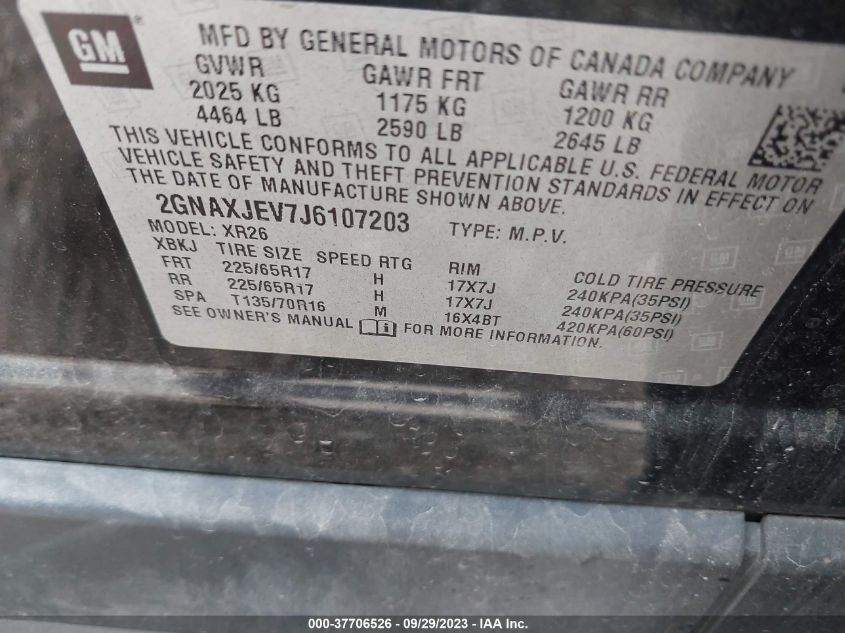 GM ®
MFD BY GENERAL MOTORS OF CANADA COMPANY
GVWR GAWR FRT GAWR RR
2025 KG 1175 KG 1200 KG
4464 LB 2590 LB 2645 LB
THIS VEHICLE CONFORMS TO ALL APPLICABLE U.S. FEDERAL MOTOR
VEHICLE SAFETY AND THEFT PREVENTION STANDARDS IN EFFECT ON
THE DATE OF MANUFACTURE SHOWN ABOVE.
2GNAXJEV7J6107203 TYPE: M.P.V.
MODEL: XR26
XBKJ TIRE SIZE SPEED RTG RIM COLD TIRE PRESSURE
FRT 225/65R17 H 17X7J 240KPA(35PSI)
RR 225/65R17 H 17X7J 240KPA(35PSI)
SPA T135/70R16 M 16X4BT 420KPA(60PSI)
SEE OWNER'S MANUAL FOR MORE INFORMATION.
000-37706526 - 09/29/2023 - IAA Inc.